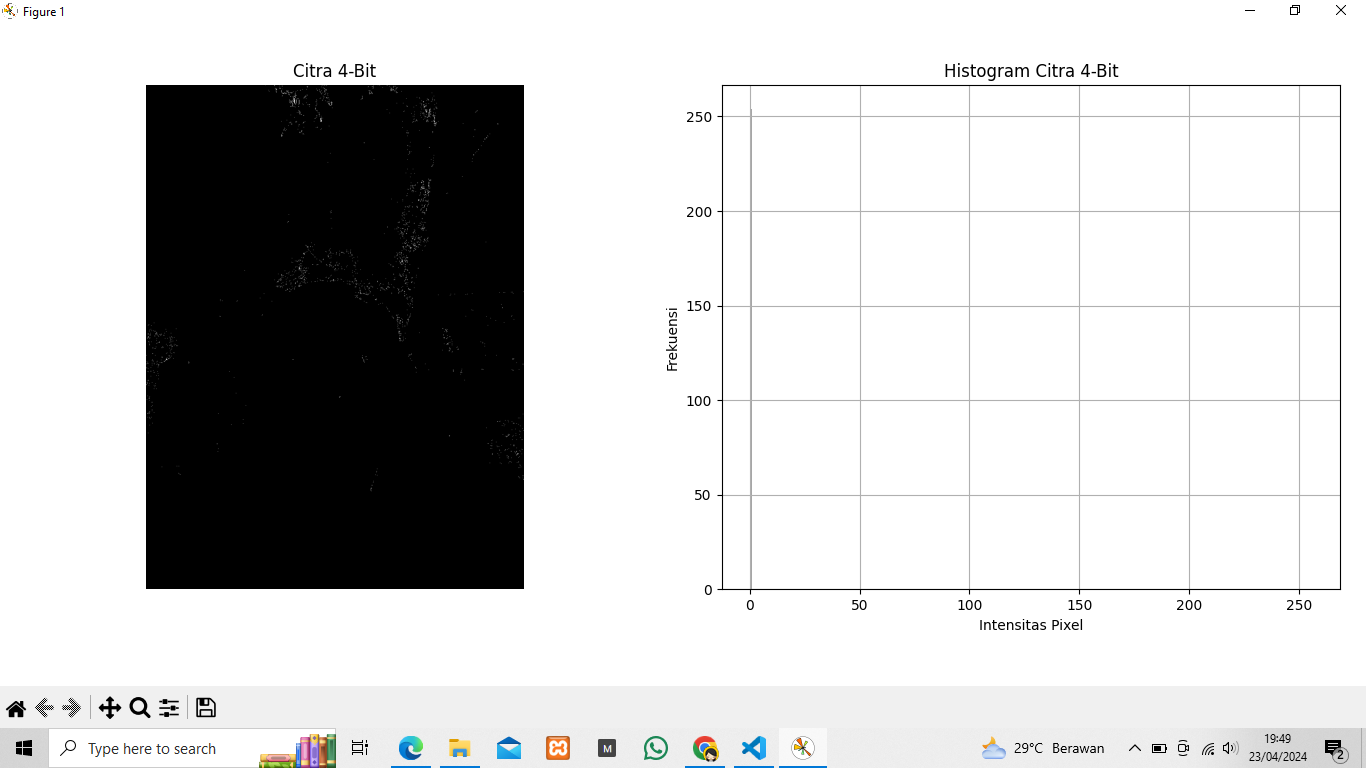 Figure 1
Citra 4-Bit
Histogram Citra 4-Bit
250
200
150
100
50
0
Frekuensi
0 50 100 150 200 250
Intensitas Pixel
Type here to search
M
29°C Berawan
19:49
23/04/2024
2